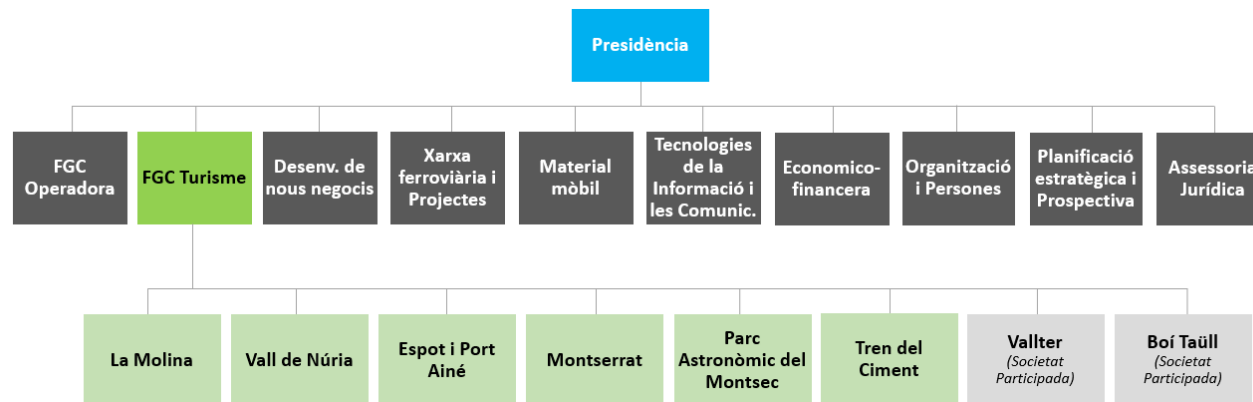 Presidència
FGC
Operadora
FGC Turisme
Desenv. de
nous negocis
Xarxa
ferroviària i
Projectes
Material
mòbil
Tecnologies
de la
Informació i
les Comunic.
Economico-
financera
Organització
i Persones
Planificació
estratègica i
Prospectiva
Assessoria
Jurídica
La Molina
Vall de Núria
Espot i Port
Ainé
Montserrat
Parc
Astronòmic del
Montsec
Tren del
Ciment
Vallter
(Societat
Participada)
Boí Taüll
(Societat
Participada)